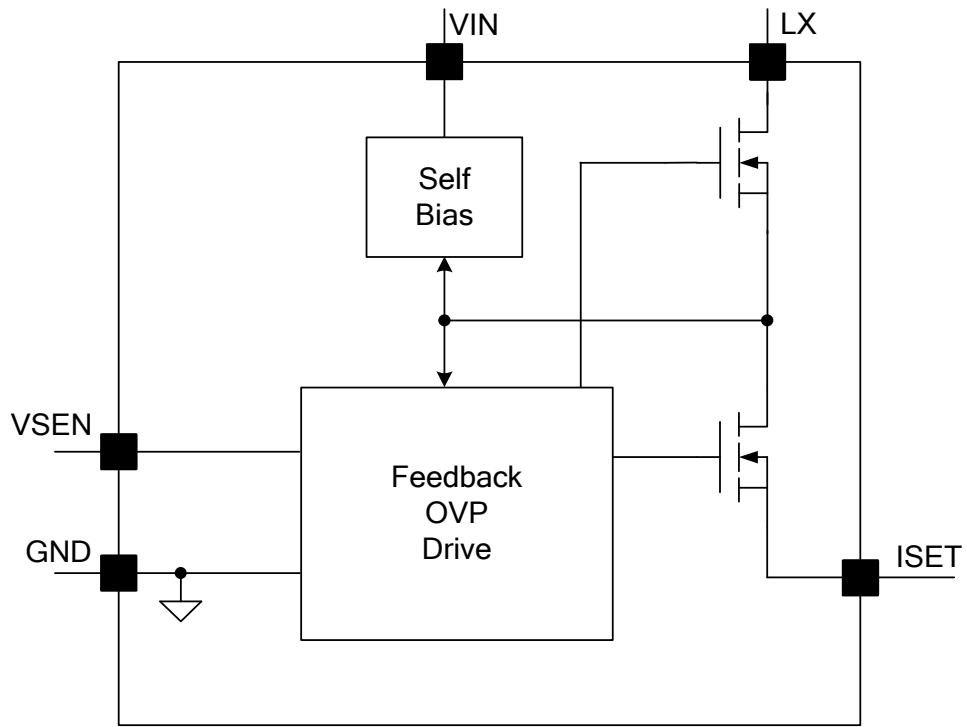 VIN
LX
Self
Bias
VSEN
Feedback
OVP
Drive
GND
ISET